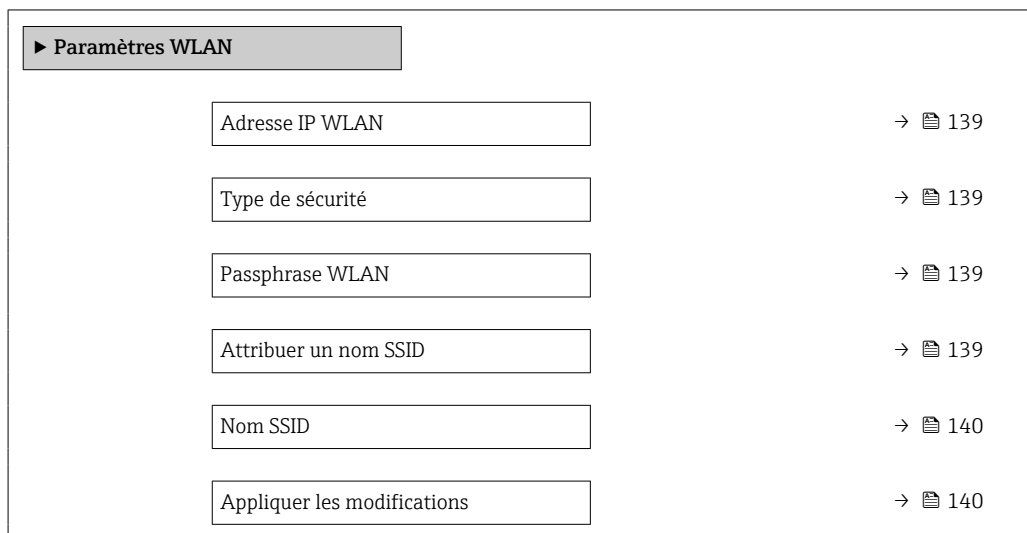 ▶ Paramètres WLAN
Adresse IP WLAN → 139
Type de sécurité → 139
Passphrase WLAN → 139
Attribuer un nom SSID → 139
Nom SSID → 140
Appliquer les modifications → 140